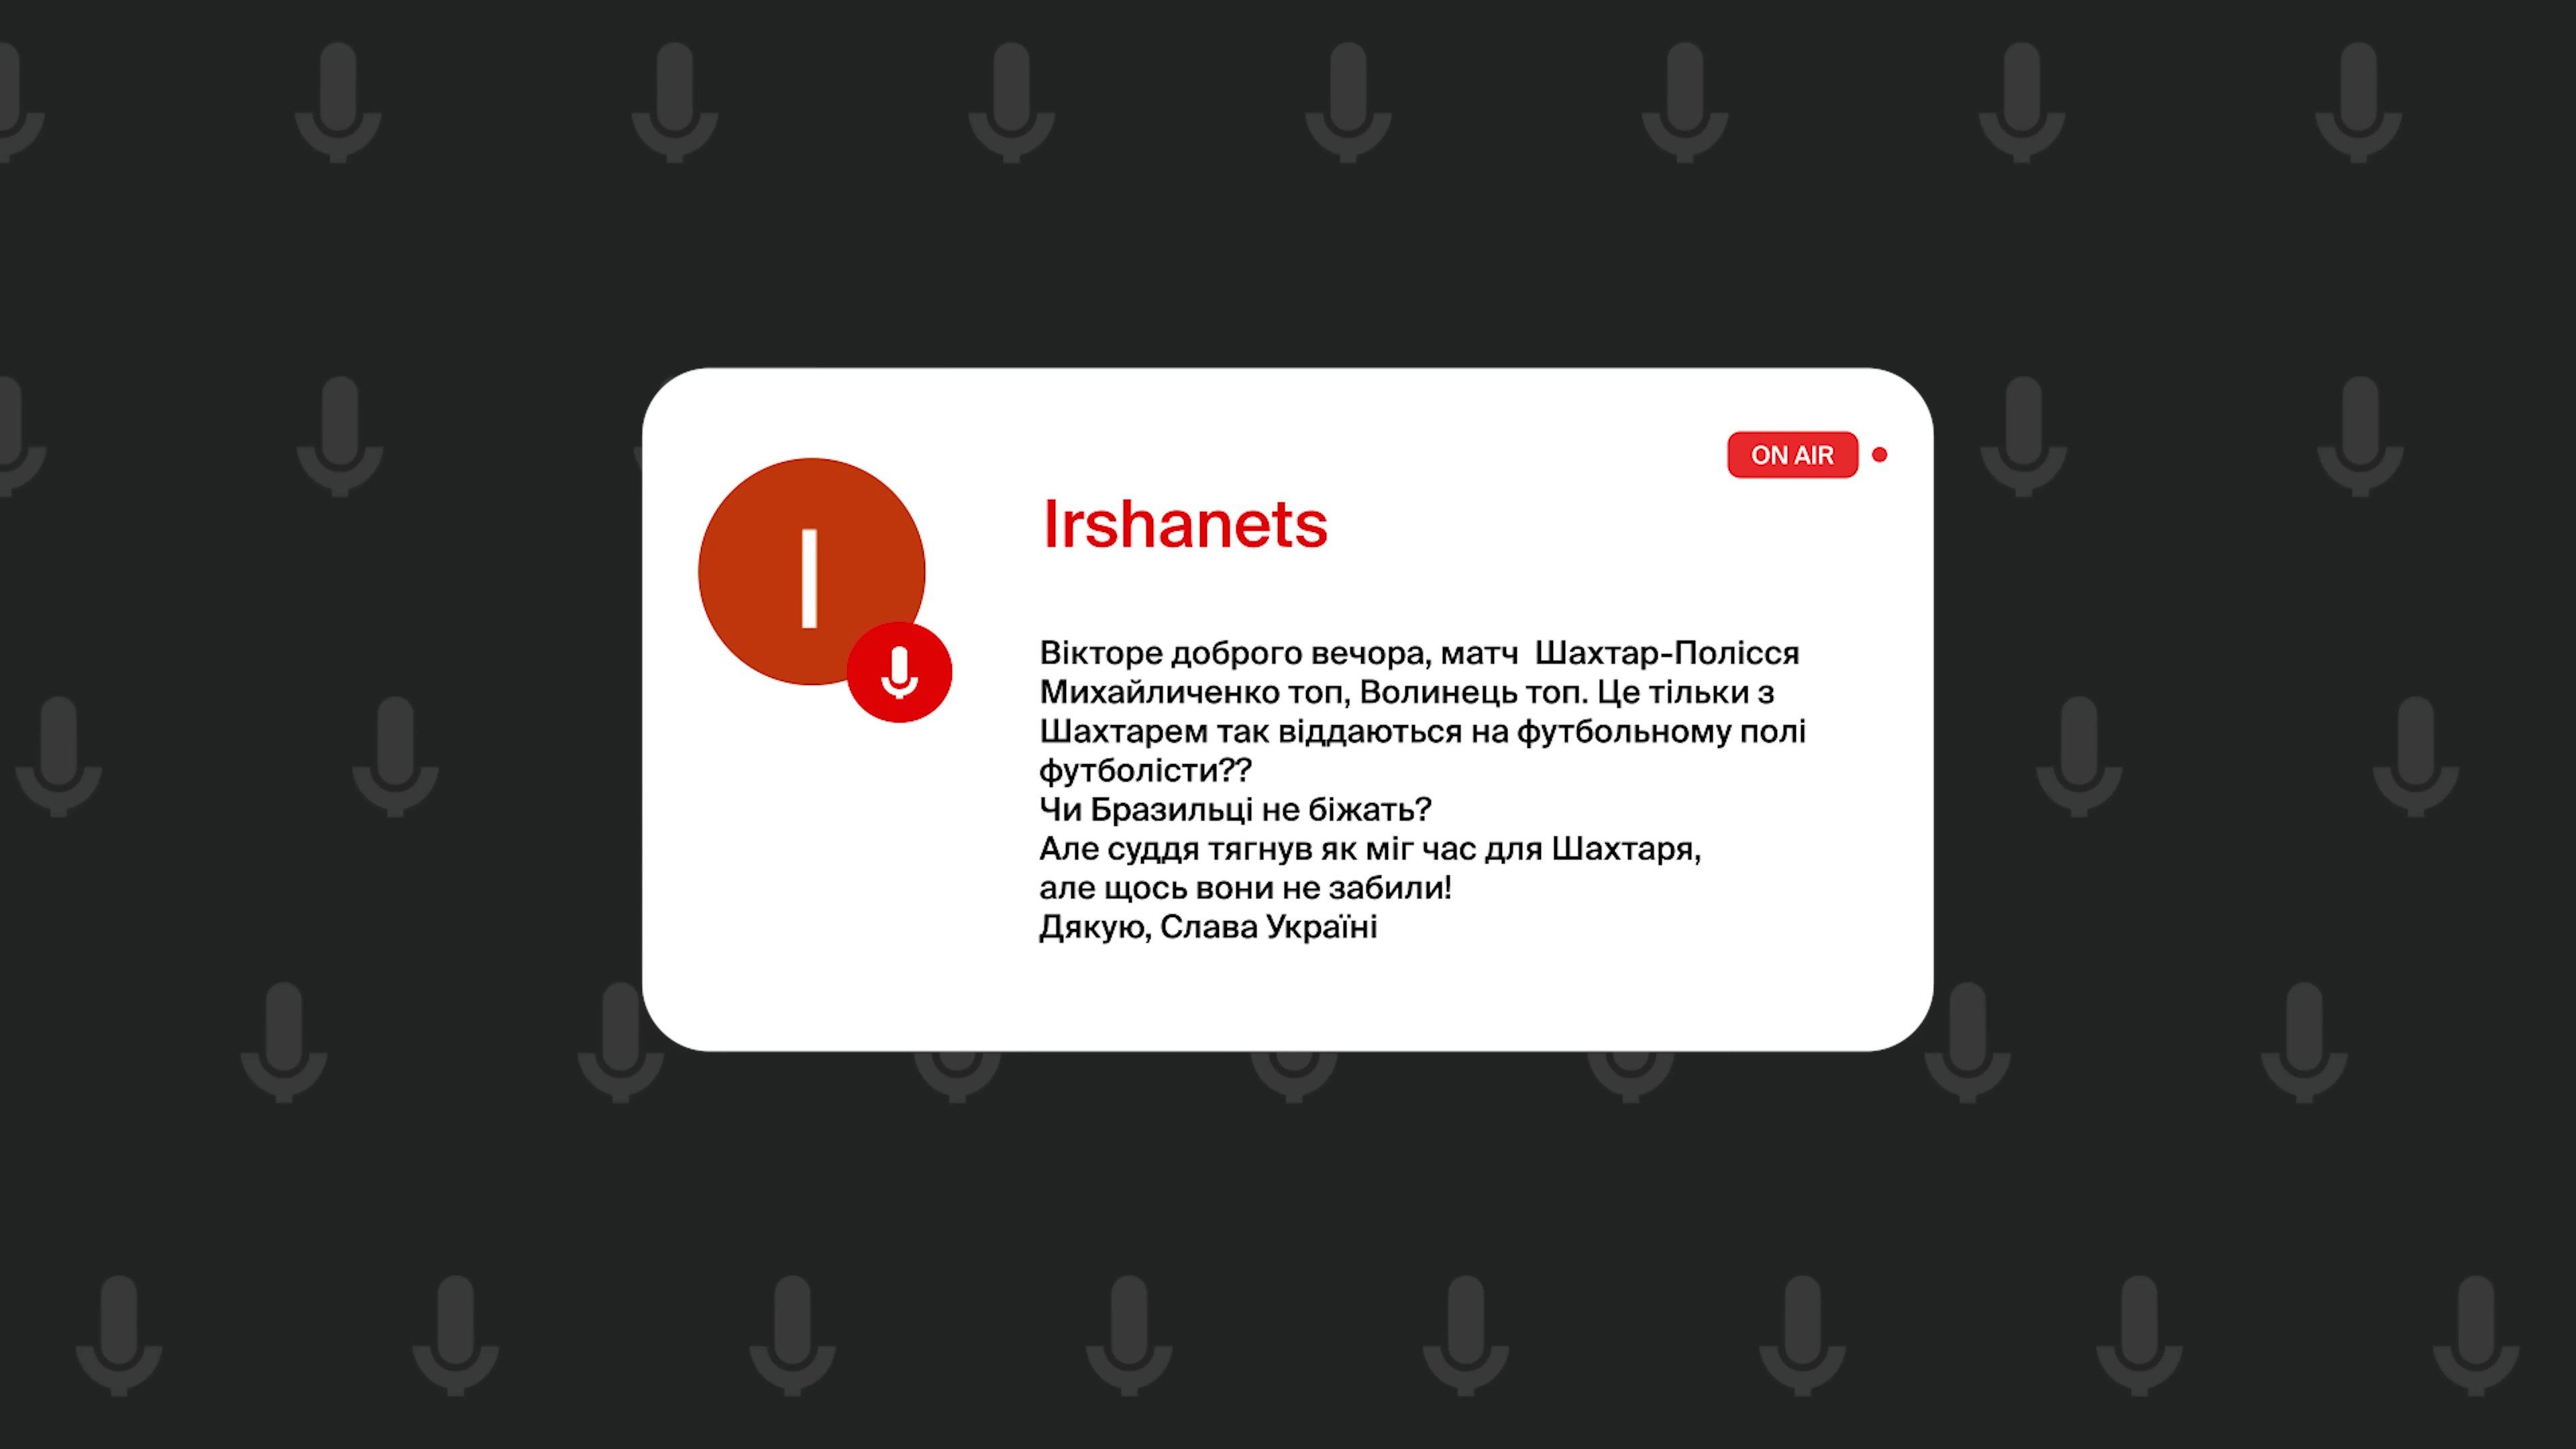 ON AIR
Irshanets
I
Вікторе доброго вечора, матч  Шахтар-Полісся
Михайличенко топ, Волинець топ. Це тільки з
Шахтарем так віддаються на футбольному полі
футболісти??
Чи Бразильці не біжать?
Але суддя тягнув як міг час для Шахтаря,
але щось вони не забили!
Дякую, Слава Україні